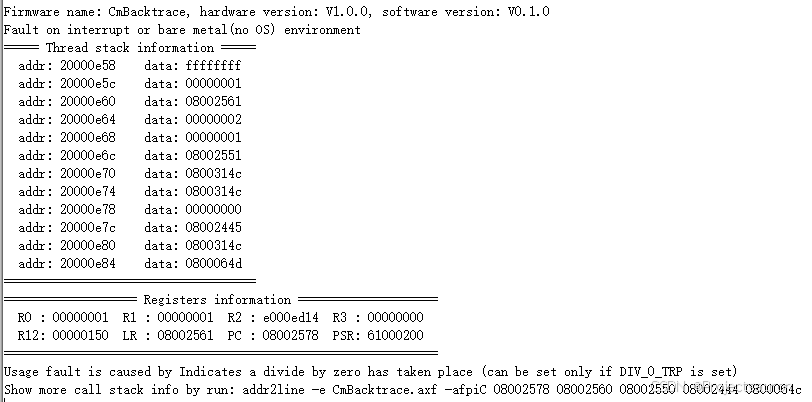 Firmware name: CmBacktrace, hardware version: V1.0.0, software version: V0.1.0
Fault on interrupt or bare metal(no OS) environment
===== Thread stack information =====
addr: 20000e58 data: ffffffff
addr: 20000e5c data: 00000001
addr: 20000e60 data: 08002561
addr: 20000e64 data: 00000002
addr: 20000e68 data: 00000001
addr: 20000e6c data: 08002551
addr: 20000e70 data: 0800314c
addr: 20000e74 data: 0800314c
addr: 20000e78 data: 00000000
addr: 20000e7c data: 08002445
addr: 20000e80 data: 0800314c
addr: 20000e84 data: 0800064d
====================================
=================== Registers information ====================
R0 : 00000001 R1 : 00000001 R2 : e000ed14 R3 : 00000000
R12: 00000150 LR : 08002561 PC : 08002578 PSR: 61000200
==============================================================
Usage fault is caused by Indicates a divide by zero has taken place (can be set only if DIV_0_TRP is set)
Show more call stack info by run: addr2line -e CmBacktrace.axf -afpiC 08002578 08002560 08002550 08002444 0800064c